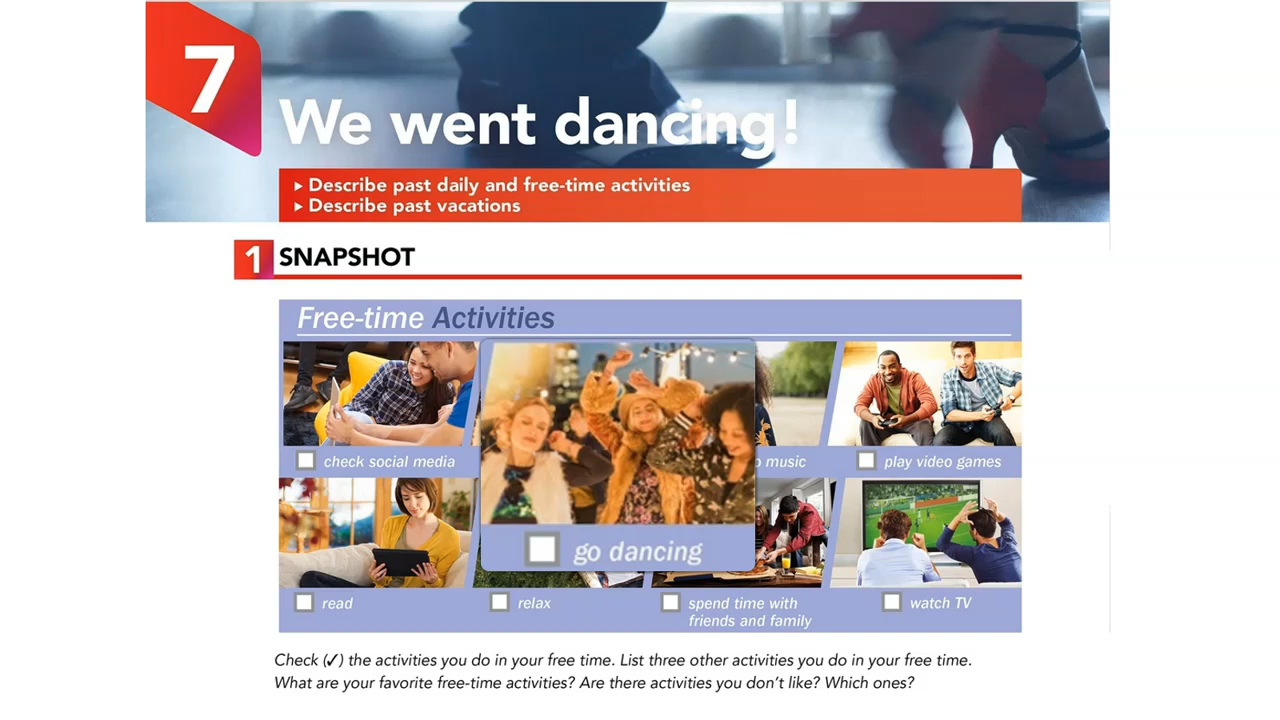 7
We went dancing!
▸ Describe past daily and free-time activities
▸ Describe past vacations
1 SNAPSHOT
Free-time Activities
check social media
go dancing
music
play video games
read
relax
spend time with
friends and family
watch TV
Check (✓) the activities you do in your free time. List three other activities you do in your free time.
What are your favorite free-time activities? Are there activities you don't like? Which ones?